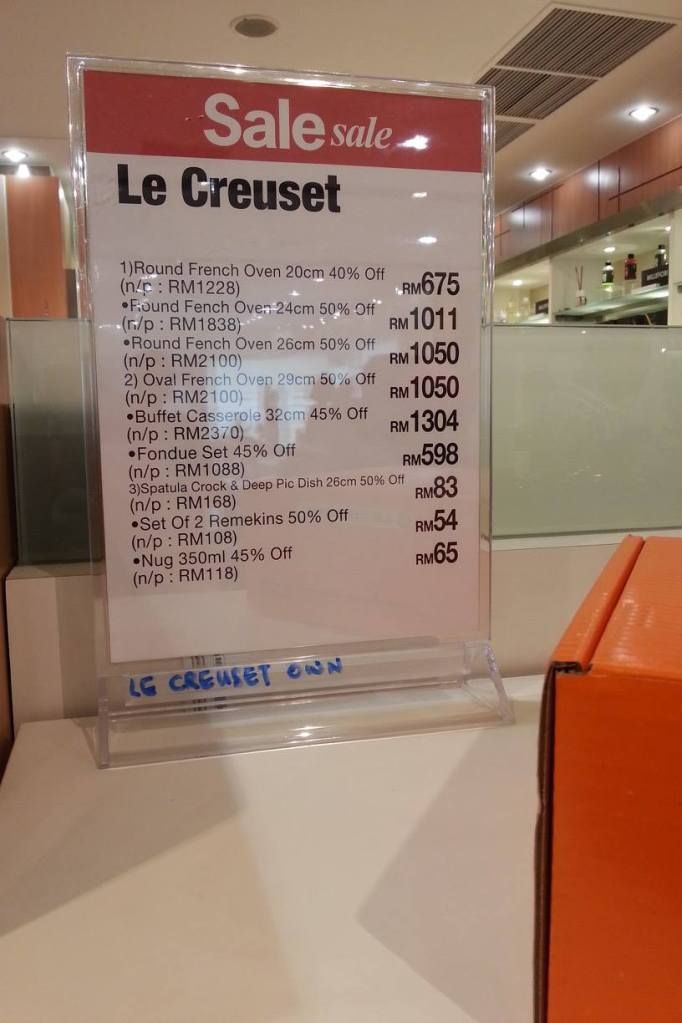 Sale sale
Le Creuset
1)Round French Oven 20cm 40% Off
(n/p : RM1228) RM675
•Round Fench Oven 24cm 50% Off
(n/p : RM1838) RM1011
•Round Fench Oven 26cm 50% Off
(n/p : RM2100) RM1050
2) Oval French Oven 29cm 50% Off
(n/p : RM2100) RM1050
•Buffet Casserole 32cm 45% Off
(n/p : RM2370) RM1304
•Fondue Set 45% Off
(n/p : RM1088) RM598
3)Spatula Crock & Deep Pic Dish 26cm 50% Off
(n/p : RM168) RM83
•Set Of 2 Remekins 50% Off
(n/p : RM108) RM54
•Nug 350ml 45% Off
(n/p : RM118) RM65
LE CREUSET OWN